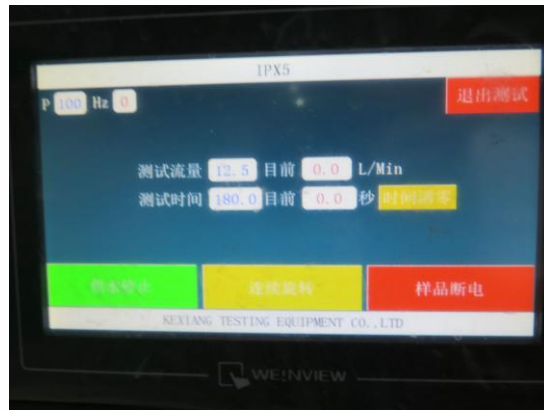 IPX5
P 100 Hz 0 退出测试
测试流量 12.5 目前 0.0 L/Min
测试时间 180.0 目前 0.0 秒 时间清零
供水停止 连续旋转 样品断电
KEXIANG TESTING EQUIPMENT CO.,LTD
WEINVIEW